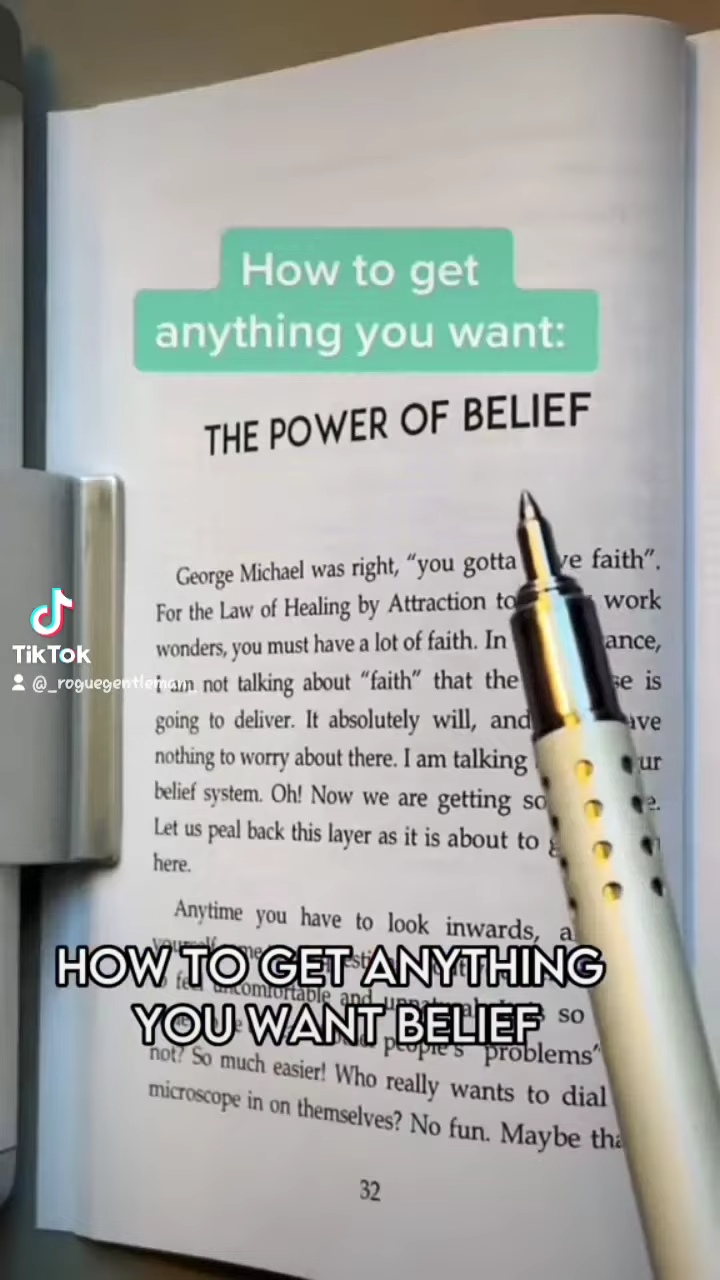 How to get
anything you want:
THE POWER OF BELIEF
George Michael was right, "you gotta ve faith".
For the Law of Healing by Attraction to work
wonders, you must have a lot of faith. In ance,
not talking about "faith" that the se is
going to deliver. It absolutely will, and ave
nothing to worry about there. I am talking ur
belief system. Oh! Now we are getting so e.
Let us peal back this layer as it is about to
here.
Anytime you have to look inwards, a
HOW TO GET ANYTHING
uncomfortable and so
YOU WANT BELIEF
people's problems"
not? So much easier! Who really wants to dial
microscope in on themselves? No fun. Maybe tha
32
TikTok
@_roguegentleman_